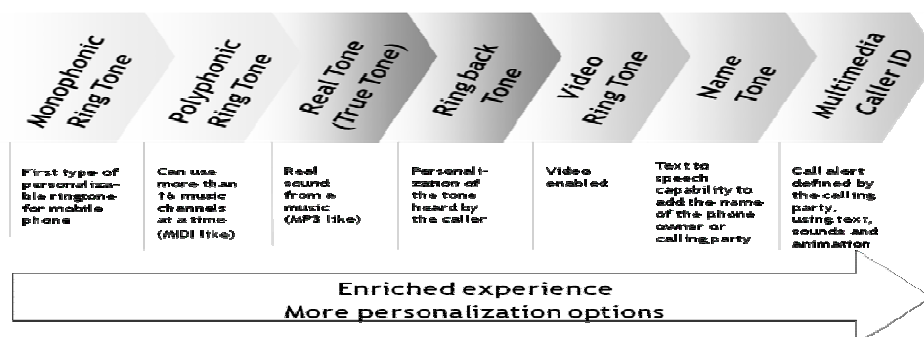 Monophonic
Ring Tone
Polyphonic
Ring Tone
Real Tone
(True Tone)
Ring back
Tone
Video
Ring Tone
Name
Tone
Multimedia
Caller ID
First type of
personaliza-
ble ringtone
for mobile
phone
Can use
more than
16 music
channels
at a time
(MIDI like)
Real
sound
from a
music
(MP3 like)
Personali-
zation of
the tone
heard by
the caller
Video
enabled
Text to
speech
capability to
add the name
of the phone
owner or
calling party
Call alert
defined by
the calling
party,
using text,
sounds and
animation
Enriched experience
More personalization options